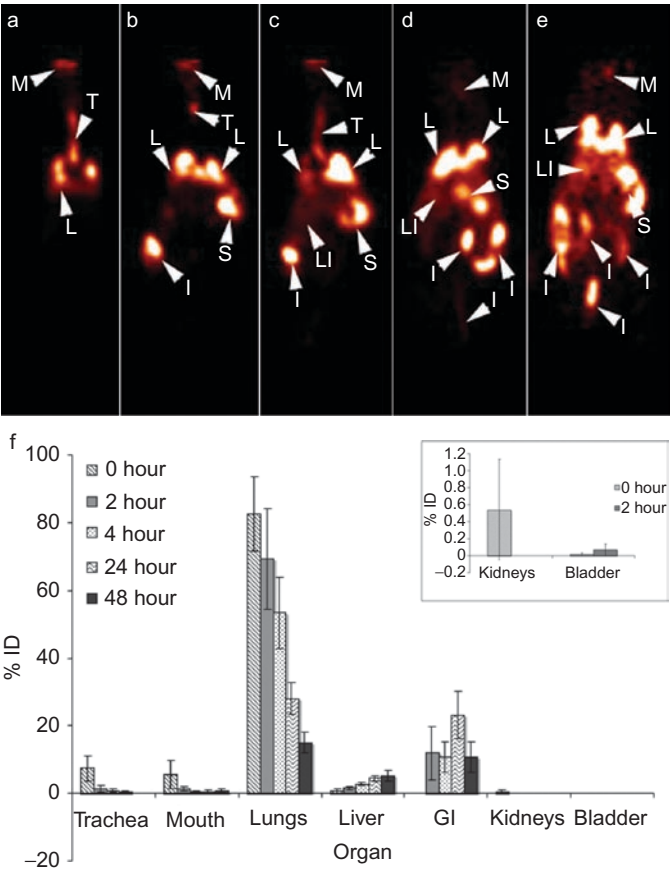 a
M
T
L
b
M
T
L
L
S
I
c
M
T
L
L
LI
S
I
d
M
L
L
S
LI
I
I
I
e
M
L
L
LI
S
I
I
I
I
f
100
80
60
40
20
0
–20
% ID
0 hour
2 hour
4 hour
24 hour
48 hour
1.2
1.0
0.8
0.6
0.4
0.2
0
–0.2
% ID
0 hour
2 hour
Kidneys Bladder
Trachea Mouth Lungs Liver GI Kidneys Bladder
Organ